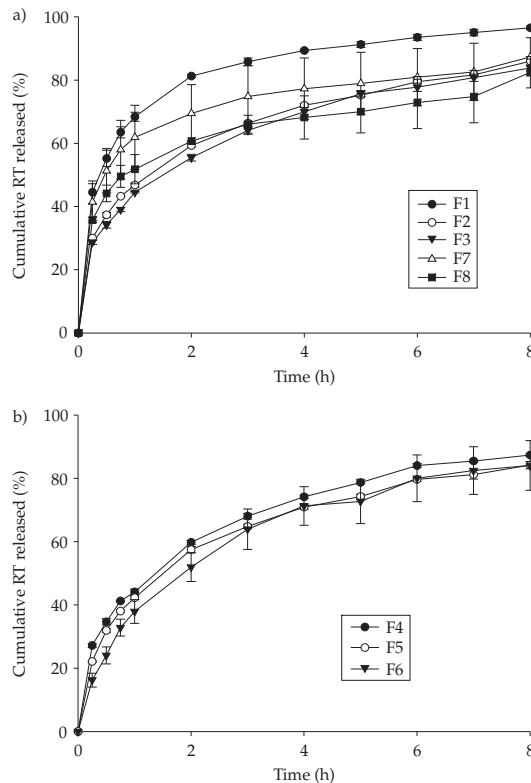 a)
100
80
60
40
20
0
Cumulative RT released (%)
F1
F2
F3
F7
F8
0 2 4 6 8
Time (h)
b)
100
80
60
40
20
0
Cumulative RT released (%)
F4
F5
F6
0 2 4 6 8
Time (h)